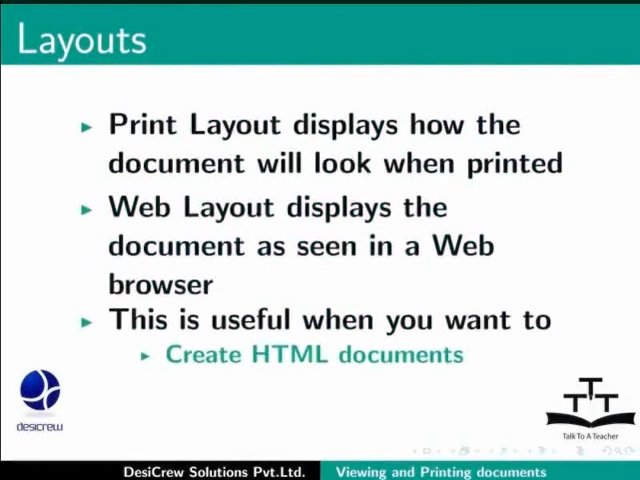 Layouts
Print Layout displays how the
document will look when printed
Web Layout displays the
document as seen in a Web
browser
This is useful when you want to
Create HTML documents
desicrew
TTT
Talk To A Teacher
DesiCrew Solutions Pvt.Ltd.
Viewing and Printing documents